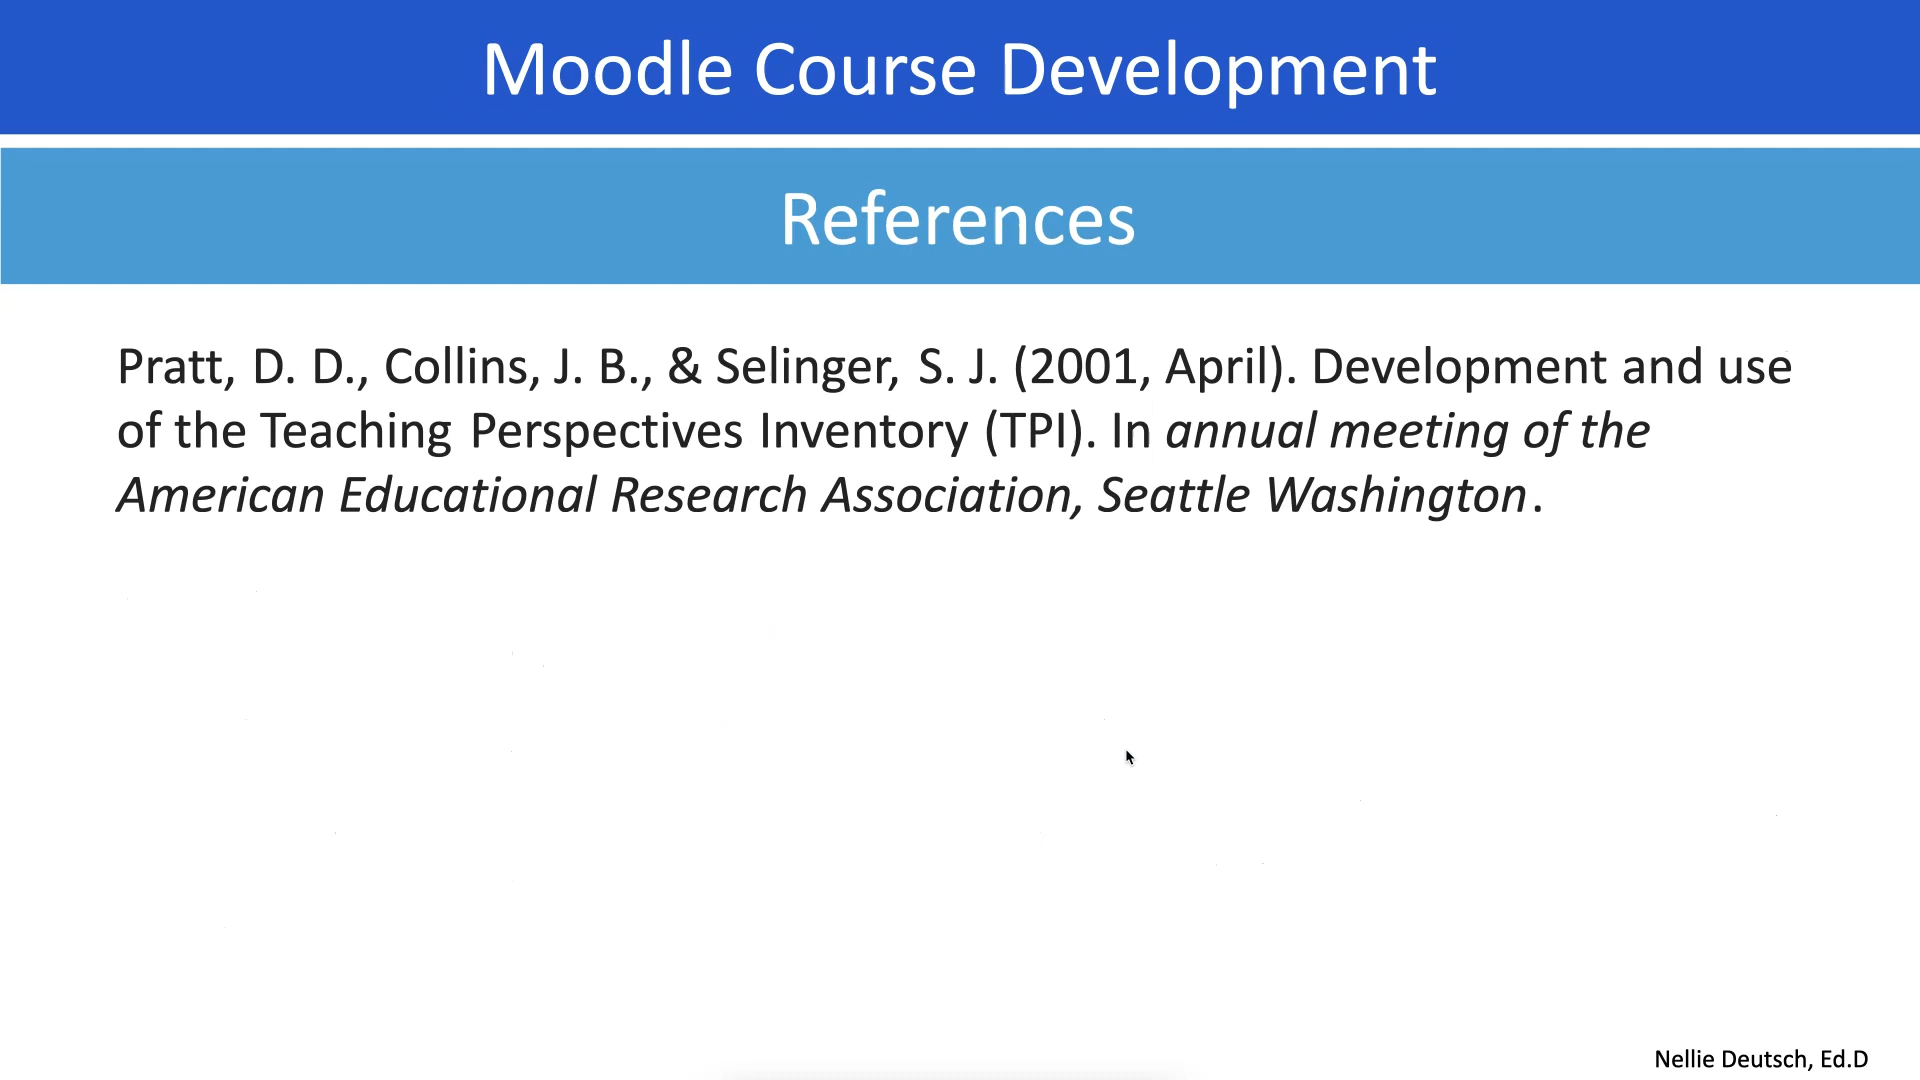 Moodle Course Development
References
Pratt, D. D., Collins, J. B., & Selinger, S. J. (2001, April). Development and use
of the Teaching Perspectives Inventory (TPI). In annual meeting of the
American Educational Research Association, Seattle Washington.
Nellie Deutsch, Ed.D